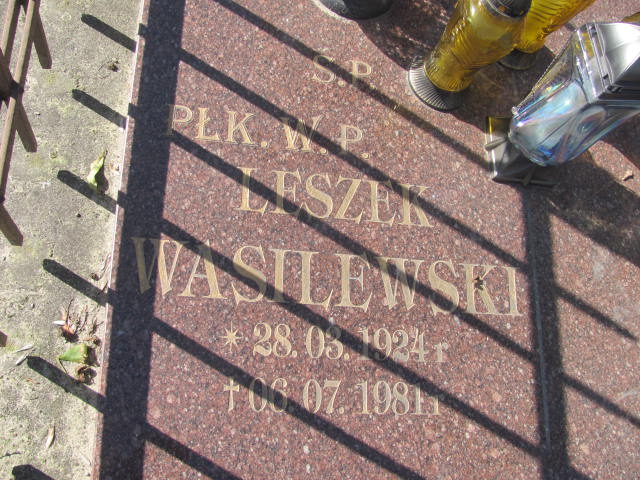 Ś. P.
PŁK. W. P.
LESZEK
WASILEWSKI
* 28. 03. 1924 r
† 06. 07. 1981 r